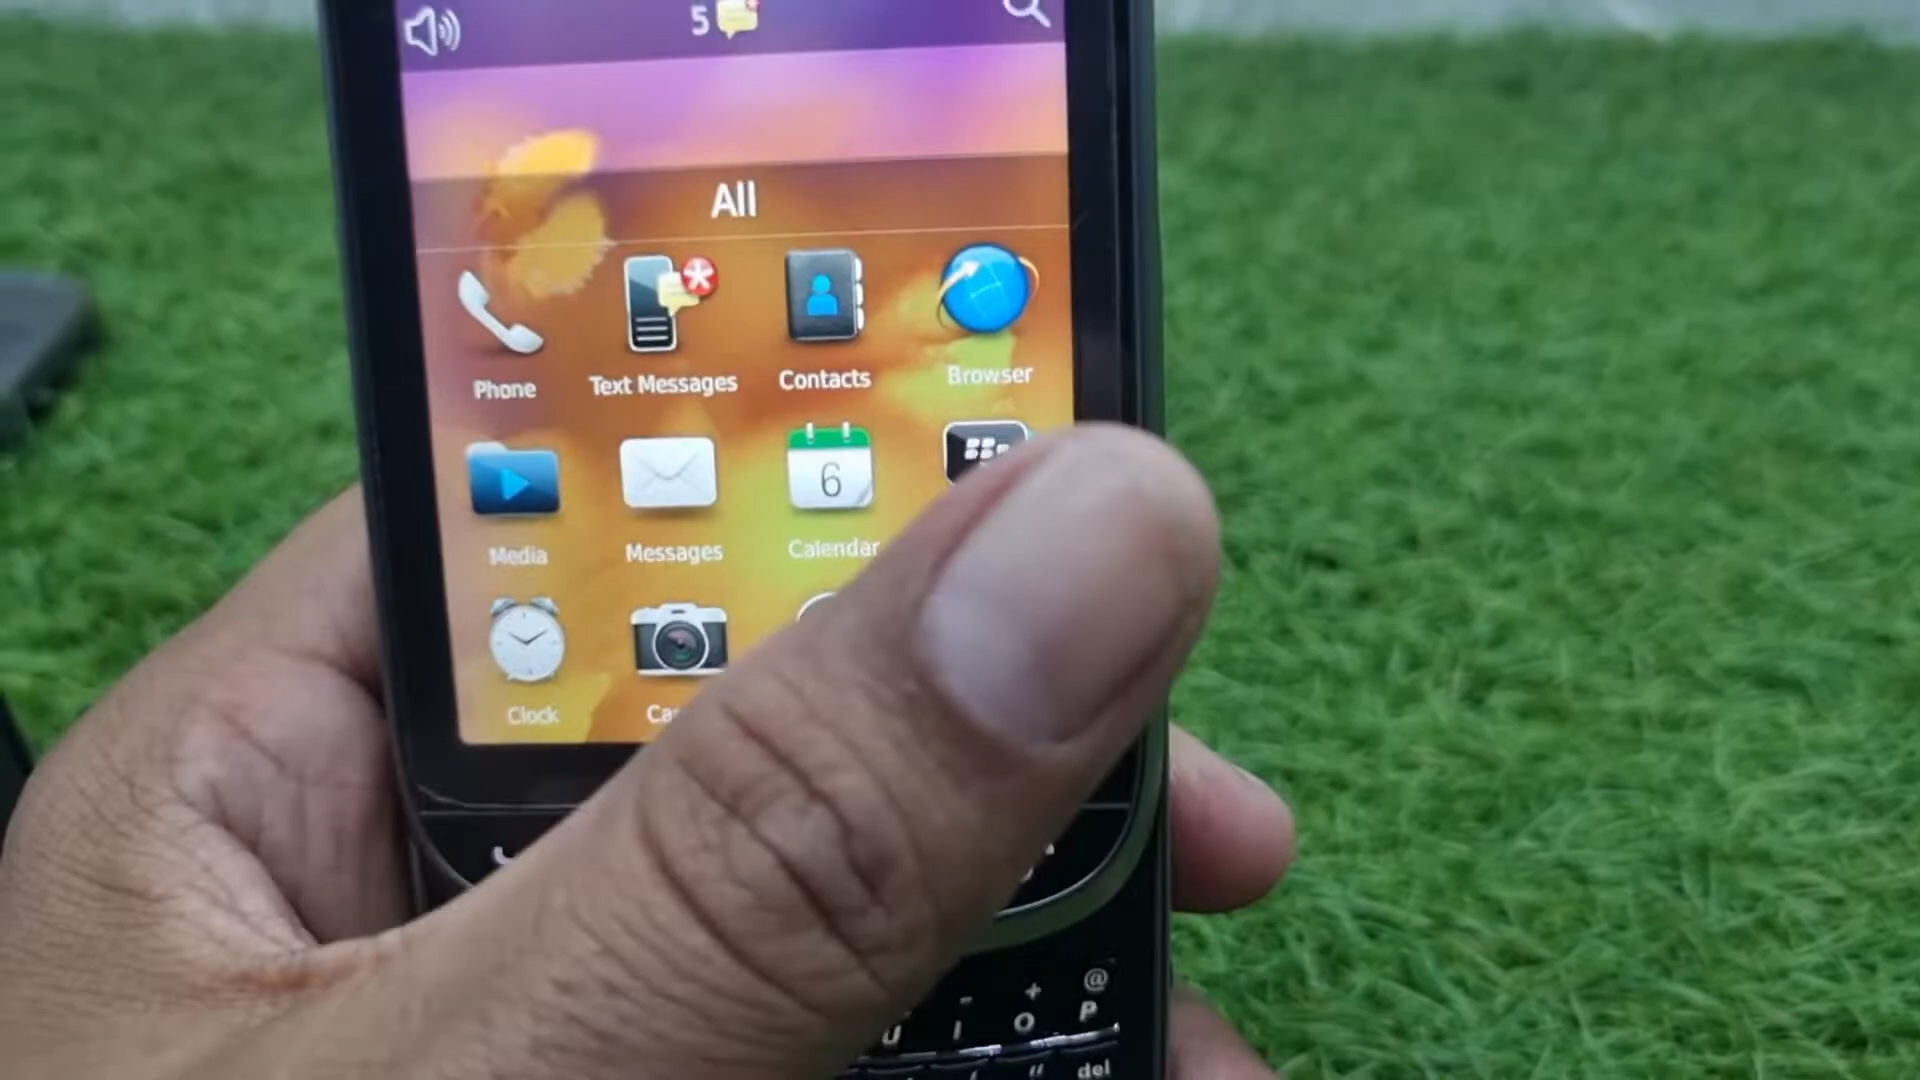 5
All
Phone Text Messages Contacts Browser
6
Media Messages Calendar
Clock
+ @
U I O P
del